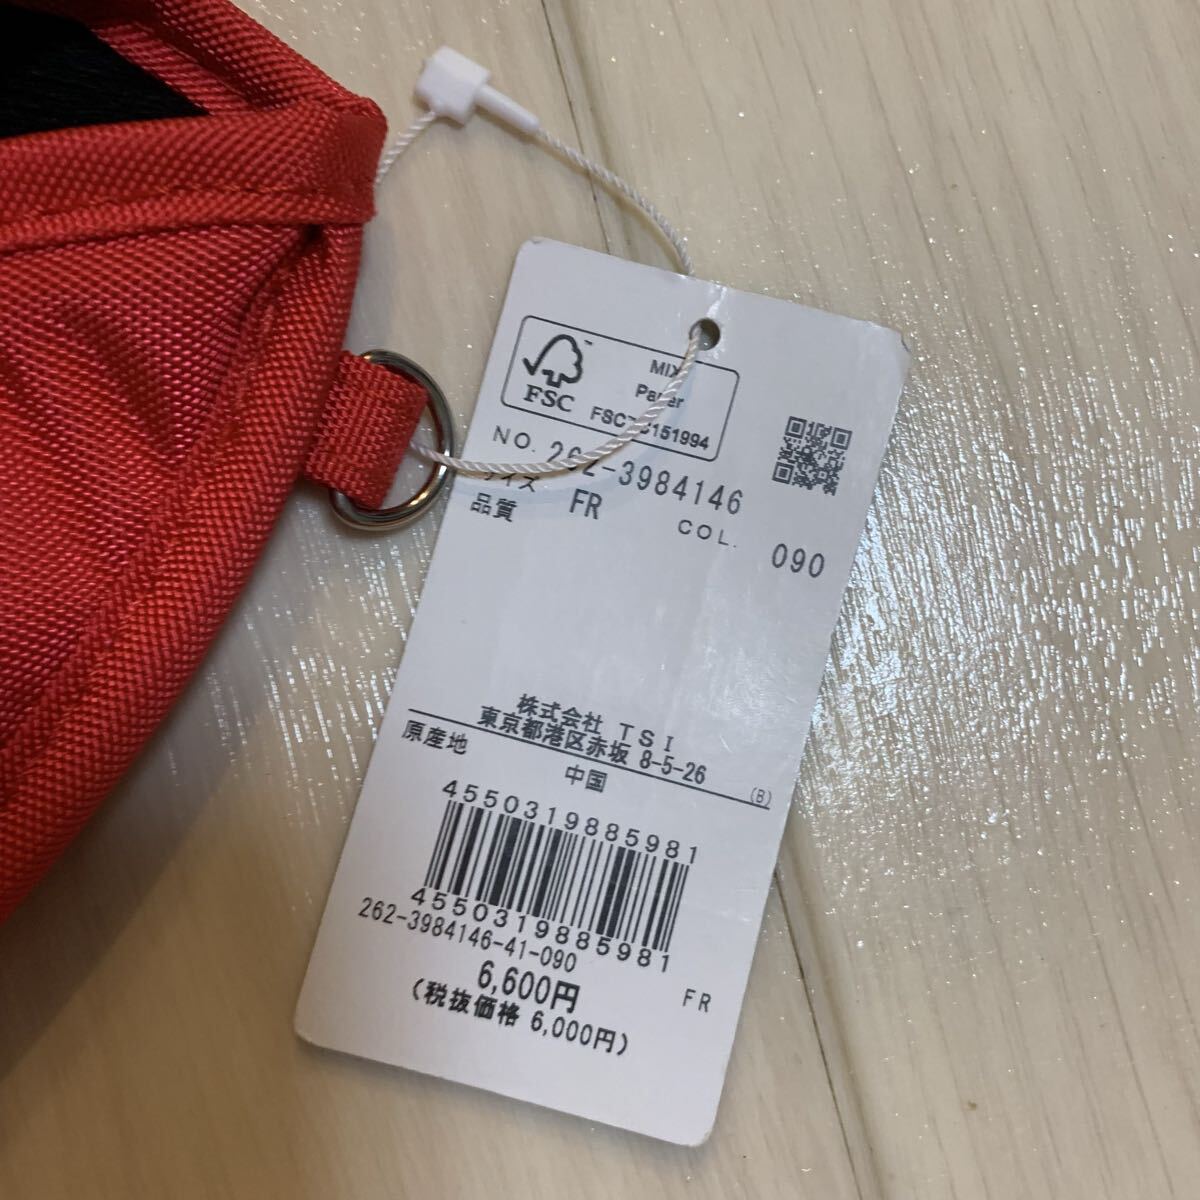 FSC
MIX
Paper
FSC
151994
NO. 262-3984146
サイズ FR
COL. 090
品質
株式会社 TSI
東京都港区赤坂 8-5-26
(B)
原産地 中国
4550319885981
4550319885981
262-3984146-41-090
FR
6,600円
(税抜価格 6,000円)